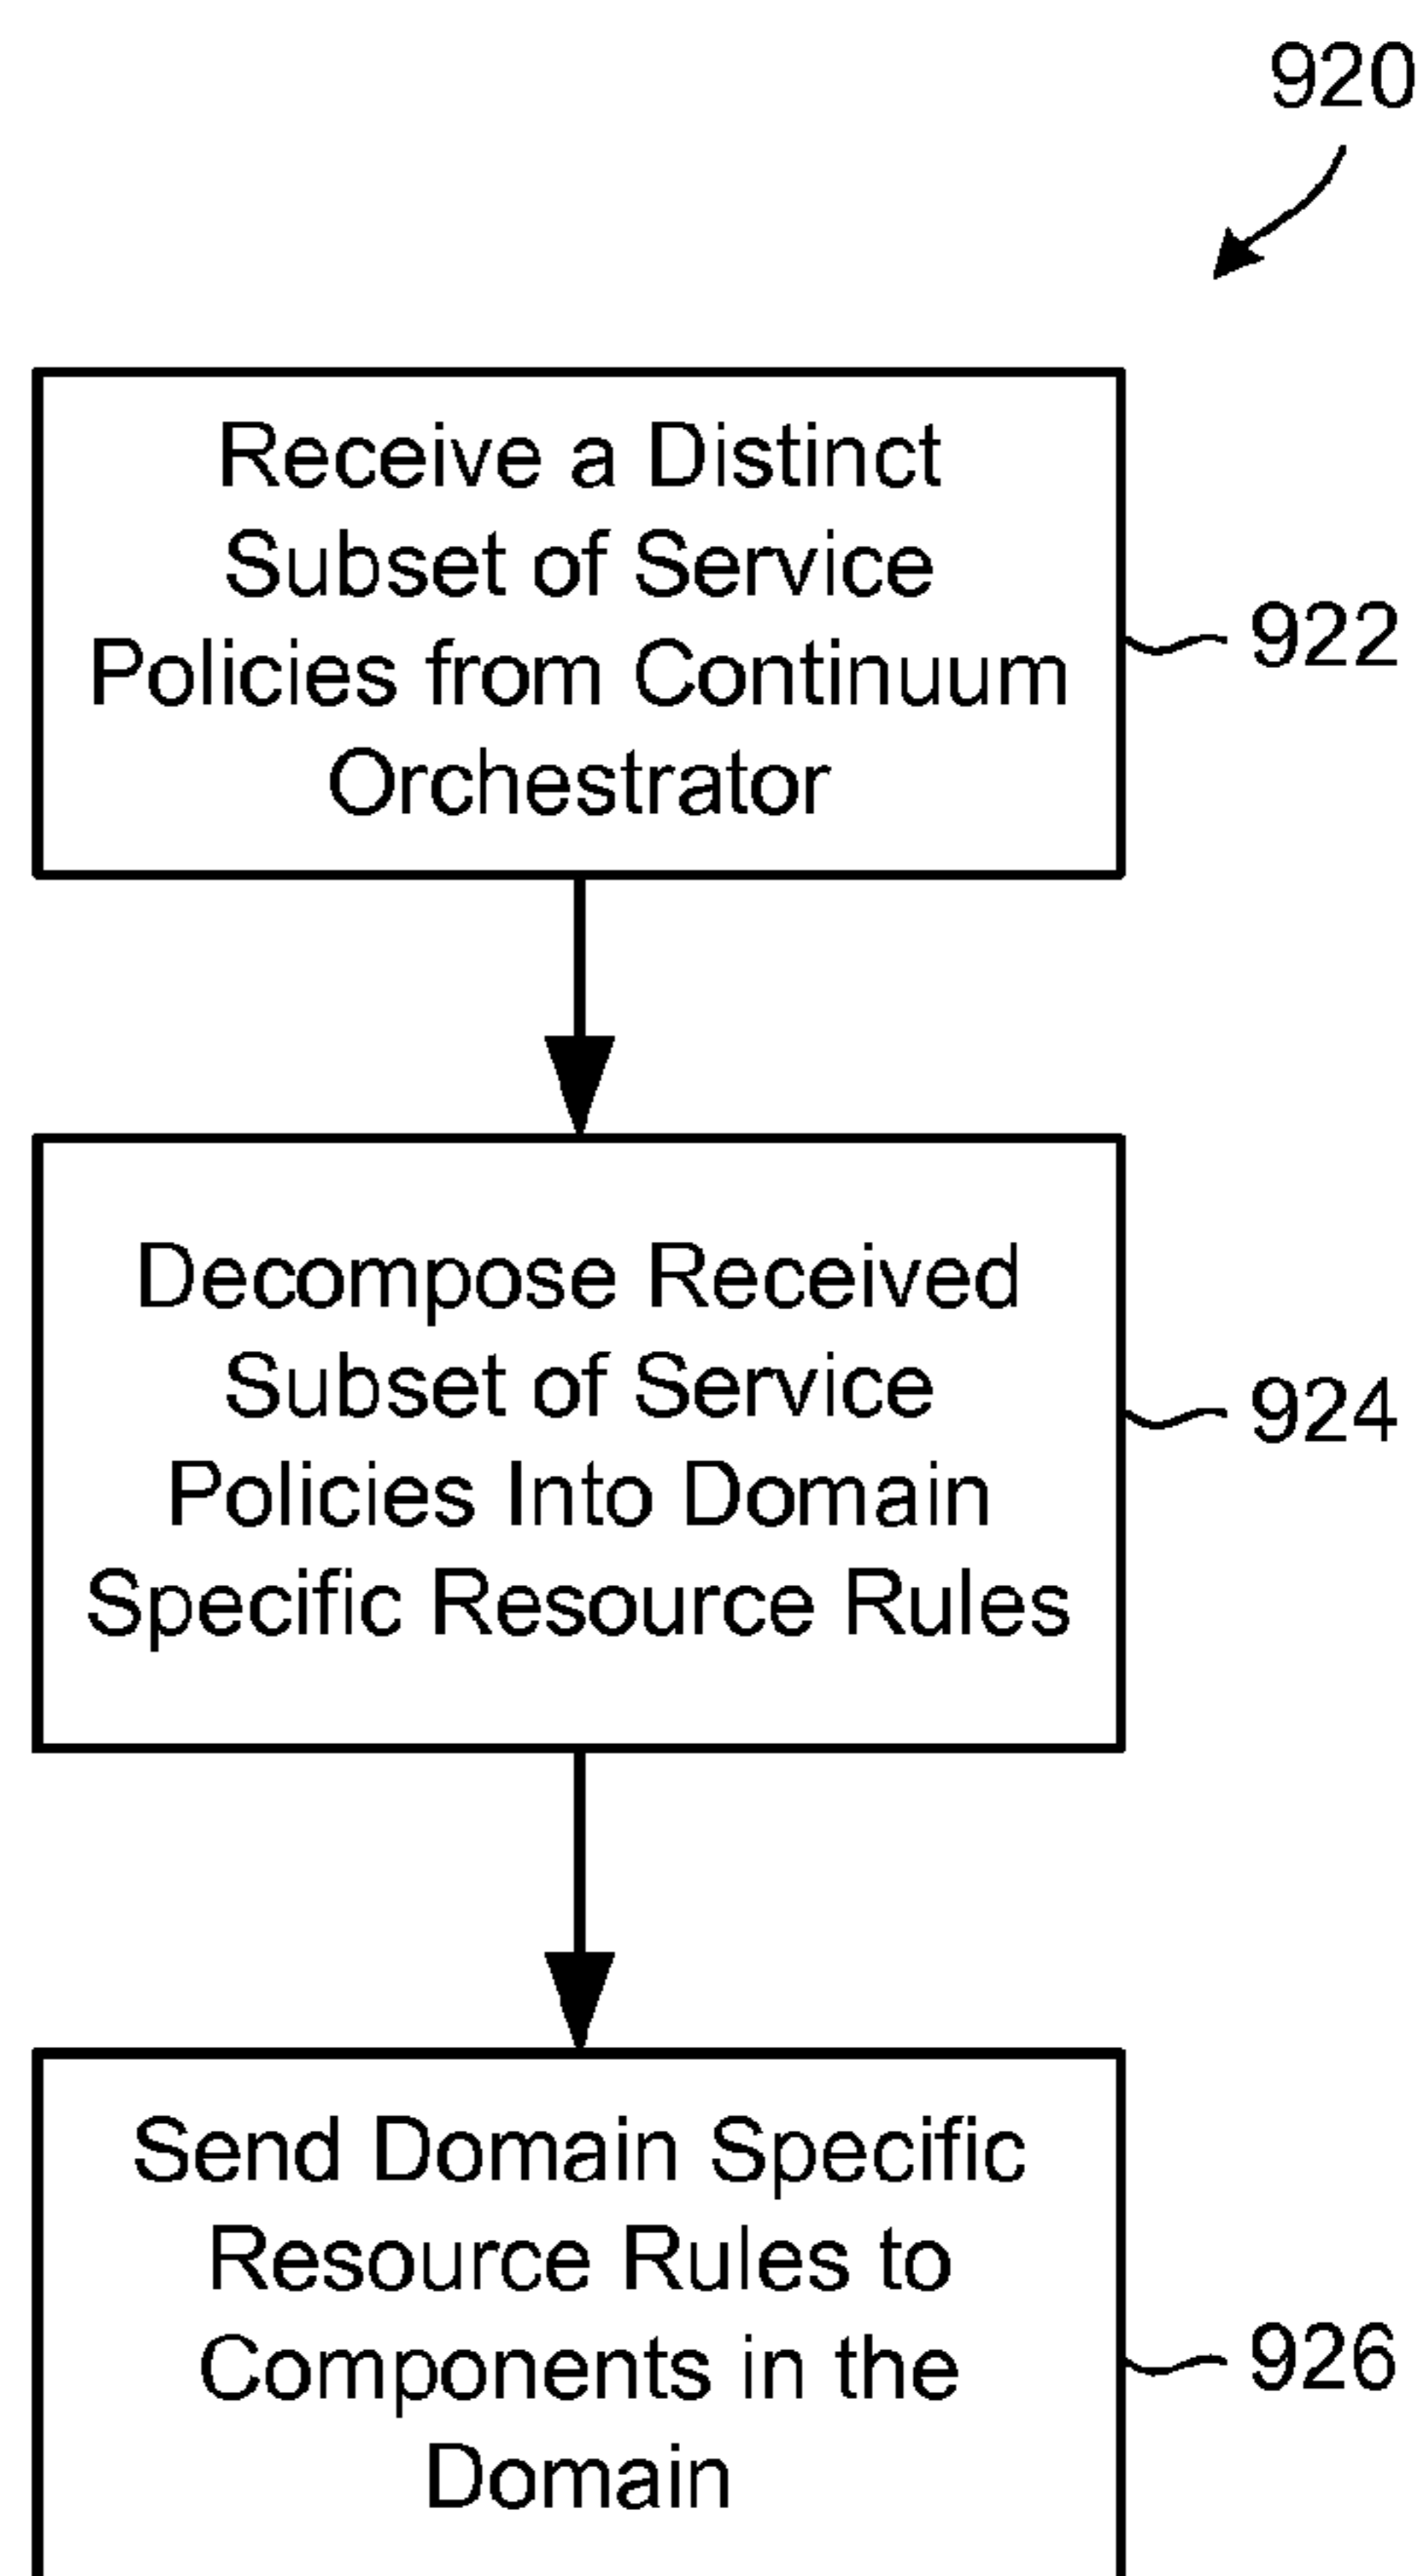 920
Receive a Distinct
Subset of Service
Policies from Continuum
Orchestrator
922
Decompose Received
Subset of Service
Policies Into Domain
Specific Resource Rules
924
Send Domain Specific
Resource Rules to
Components in the
Domain
926